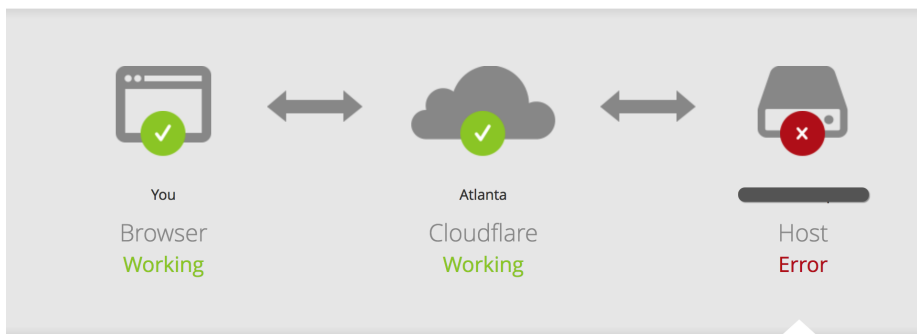 You
Atlanta
Browser
Cloudflare
Host
Working
Working
Error